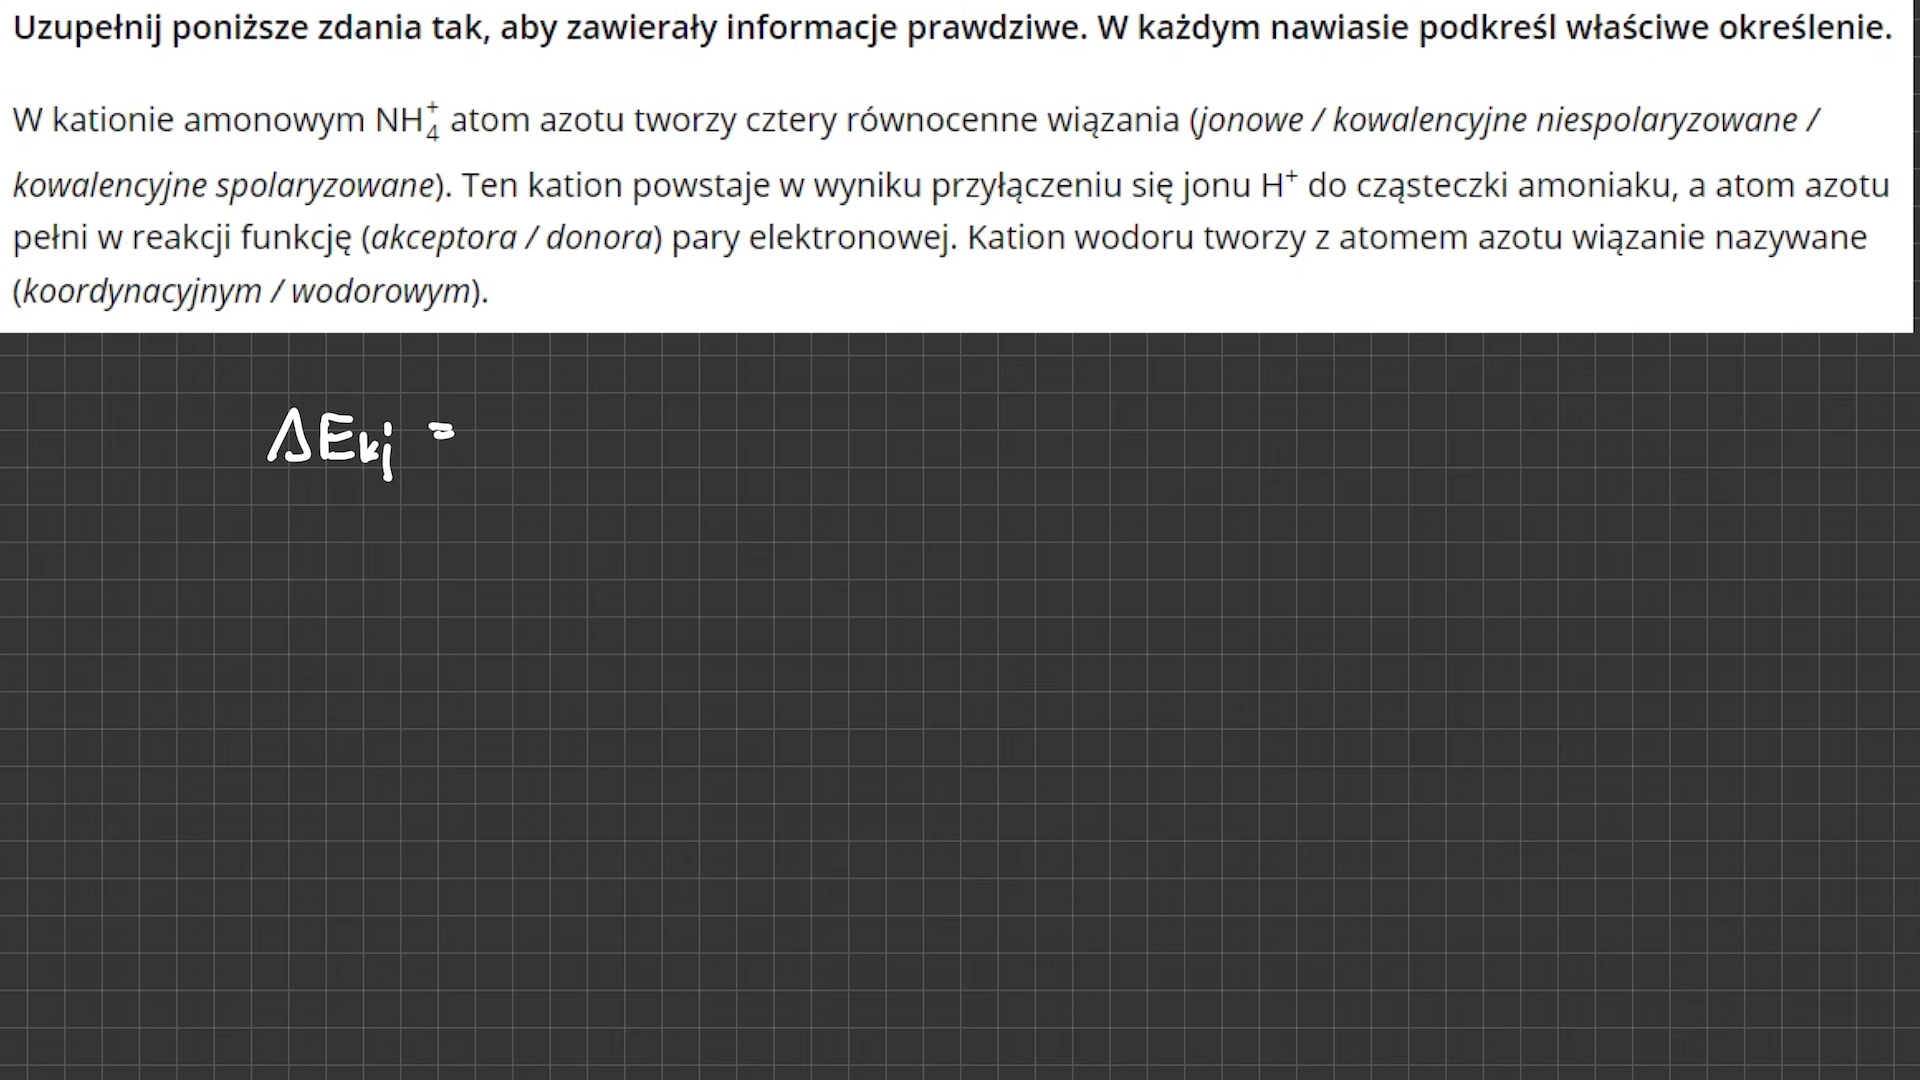 Uzupełnij poniższe zdania tak, aby zawierały informacje prawdziwe. W każdym nawiasie podkreśl właściwe określenie.
W kationie amonowym NH₄⁺ atom azotu tworzy cztery równocenne wiązania (jonowe / kowalencyjne niespolaryzowane /
kowalencyjne spolaryzowane). Ten kation powstaje w wyniku przyłączeniu się jonu H⁺ do cząsteczki amoniaku, a atom azotu
pełni w reakcji funkcję (akceptora / donora) pary elektronowej. Kation wodoru tworzy z atomem azotu wiązanie nazywane
(koordynacyjnym / wodorowym).
ΔEkj =